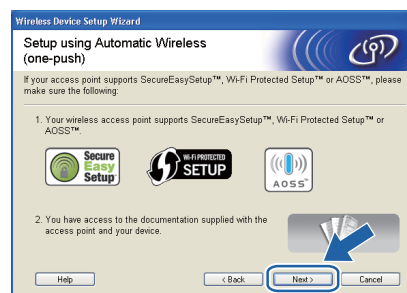 Wireless Device Setup Wizard
Setup using Automatic Wireless
(one-push)
If your access point supports SecureEasySetup™, Wi-Fi Protected Setup™ or AOSS™, please
make sure the following:
1. Your wireless access point supports SecureEasySetup™, Wi-Fi Protected Setup™ or
AOSS™.
Secure
Easy
Setup™
WI-FI PROTECTED
SETUP
AOSS™
2. You have access to the documentation supplied with the
access point and your device.
Help
< Back
Next >
Cancel